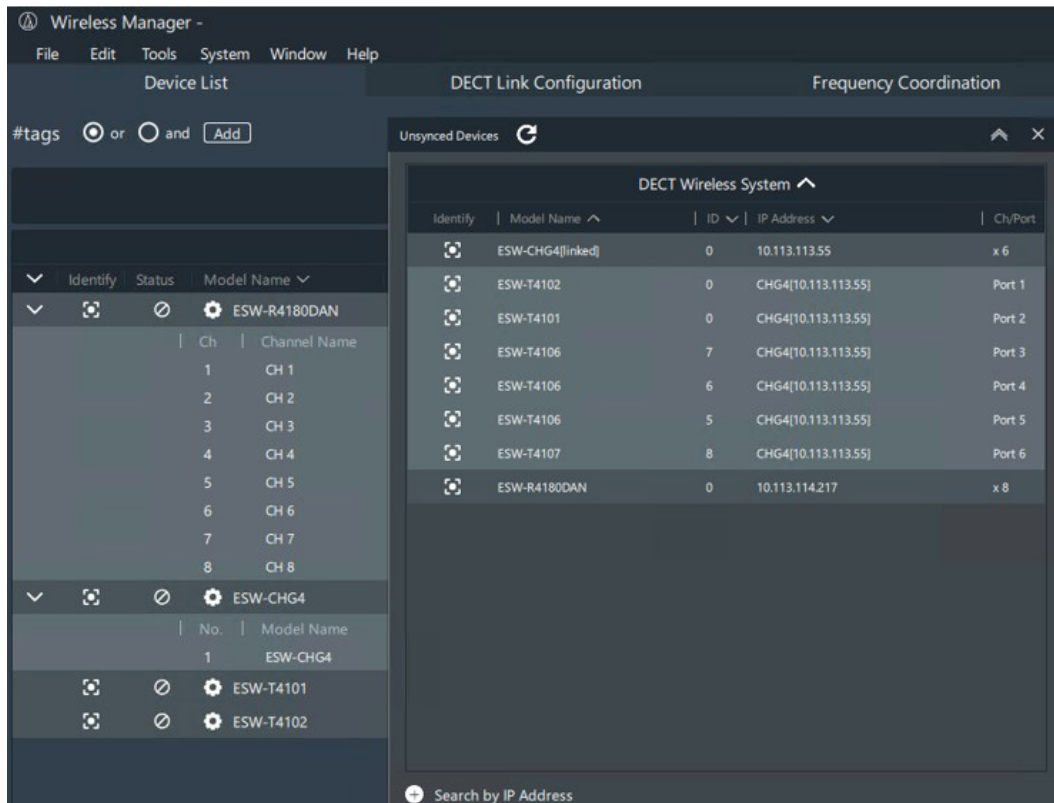 Wireless Manager -
File Edit Tools System Window Help
Device List DECT Link Configuration Frequency Coordination
#tags or and Add
Unsynced Devices
DECT Wireless System
Identify | Model Name | ID | IP Address | Ch/Port
ESW-CHG4[linked] 0 10.113.113.55 x 6
ESW-T4102 0 CHG4[10.113.113.55] Port 1
ESW-T4101 0 CHG4[10.113.113.55] Port 2
ESW-T4106 7 CHG4[10.113.113.55] Port 3
ESW-T4106 6 CHG4[10.113.113.55] Port 4
ESW-T4106 5 CHG4[10.113.113.55] Port 5
ESW-T4107 8 CHG4[10.113.113.55] Port 6
ESW-R4180DAN 0 10.113.114.217 x 8
Identify Status Model Name
ESW-R4180DAN
| Ch | Channel Name
1 CH 1
2 CH 2
3 CH 3
4 CH 4
5 CH 5
6 CH 6
7 CH 7
8 CH 8
ESW-CHG4
| No. | Model Name
1 ESW-CHG4
ESW-T4101
ESW-T4102
Search by IP Address